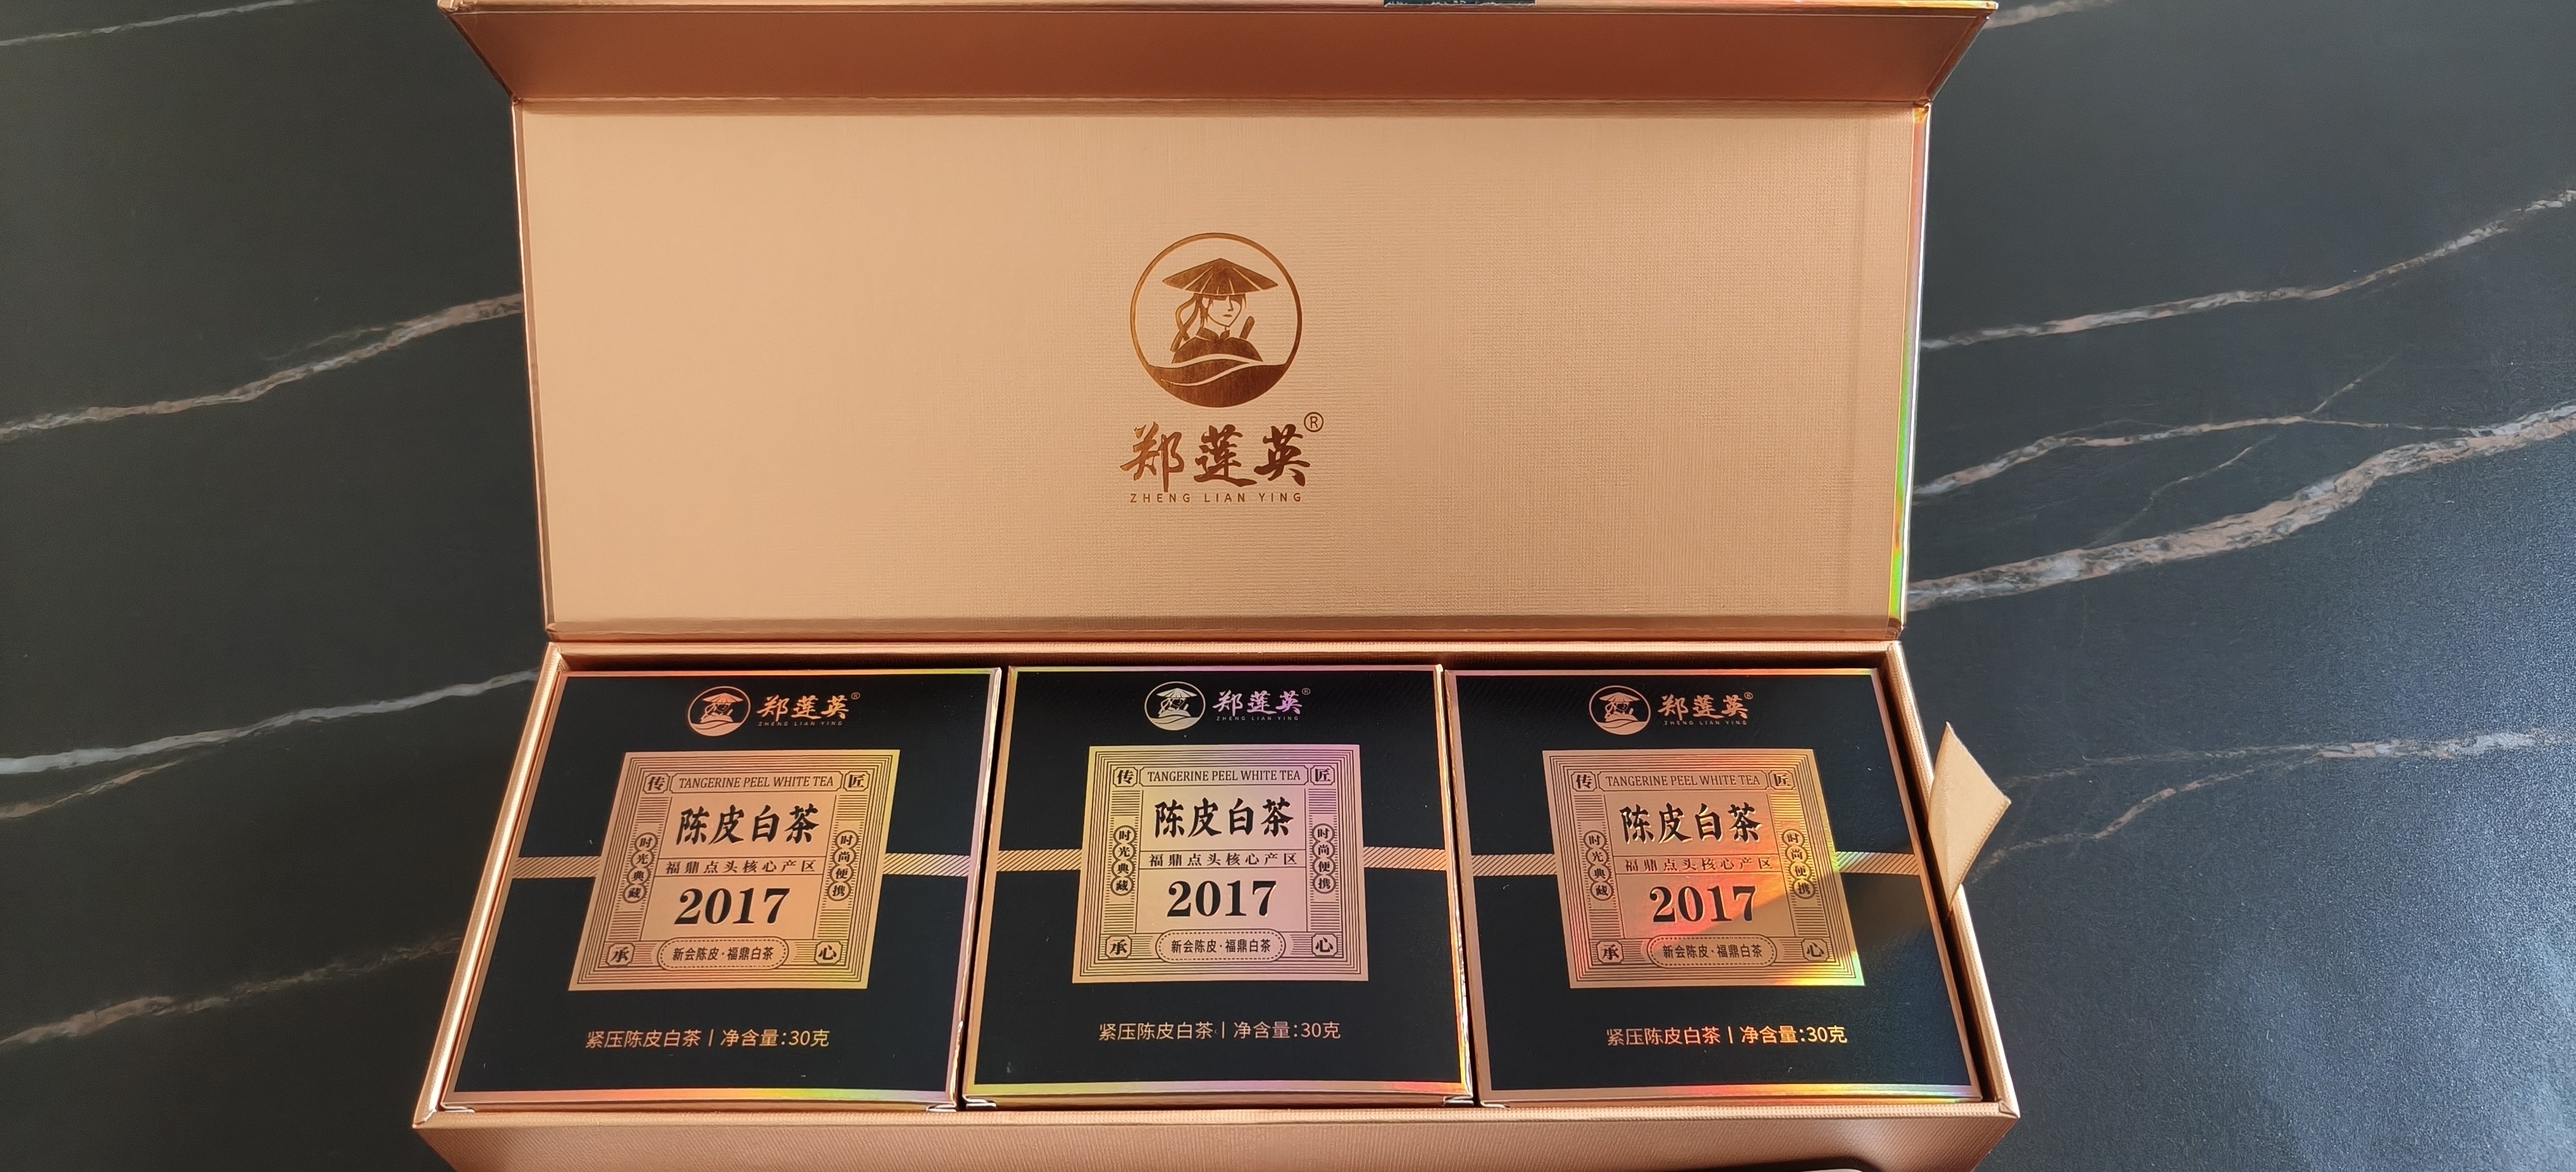 郑莲英®
ZHENG LIAN YING
郑莲英®
ZHENG LIAN YING
传 TANGERINE PEEL WHITE TEA 匠
陈皮白茶
时光典藏
时尚便携
福鼎点头核心产区
2017
承 新会陈皮·福鼎白茶 心
紧压陈皮白茶 | 净含量:30克
郑莲英®
ZHENG LIAN YING
传 TANGERINE PEEL WHITE TEA 匠
陈皮白茶
时光典藏
时尚便携
福鼎点头核心产区
2017
承 新会陈皮·福鼎白茶 心
紧压陈皮白茶 | 净含量:30克
郑莲英®
ZHENG LIAN YING
传 TANGERINE PEEL WHITE TEA 匠
陈皮白茶
时光典藏
时尚便携
福鼎点头核心产区
2017
承 新会陈皮·福鼎白茶 心
紧压陈皮白茶 | 净含量:30克